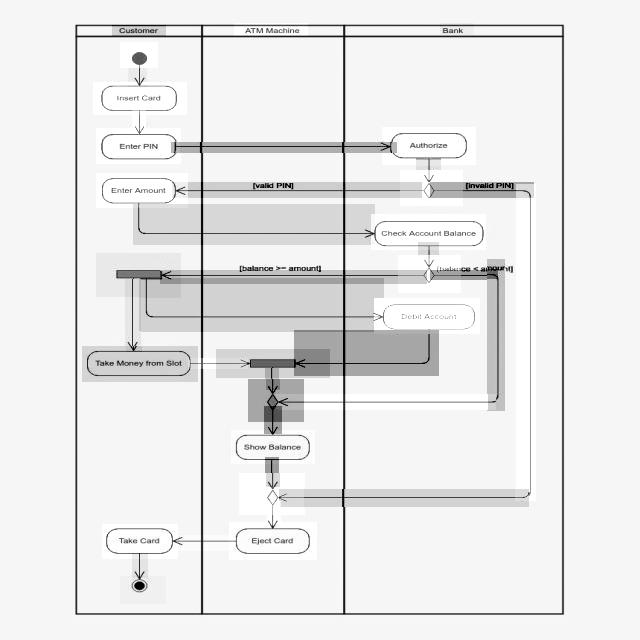 Customer
ATM Machine
Bank
Insert Card
Enter PIN
Authorize
Enter Amount
[valid PIN]
[invalid PIN]
Check Account Balance
[balance >= amount]
[balance < amount]
Debit Account
Take Money from Slot
Show Balance
Take Card
Eject Card